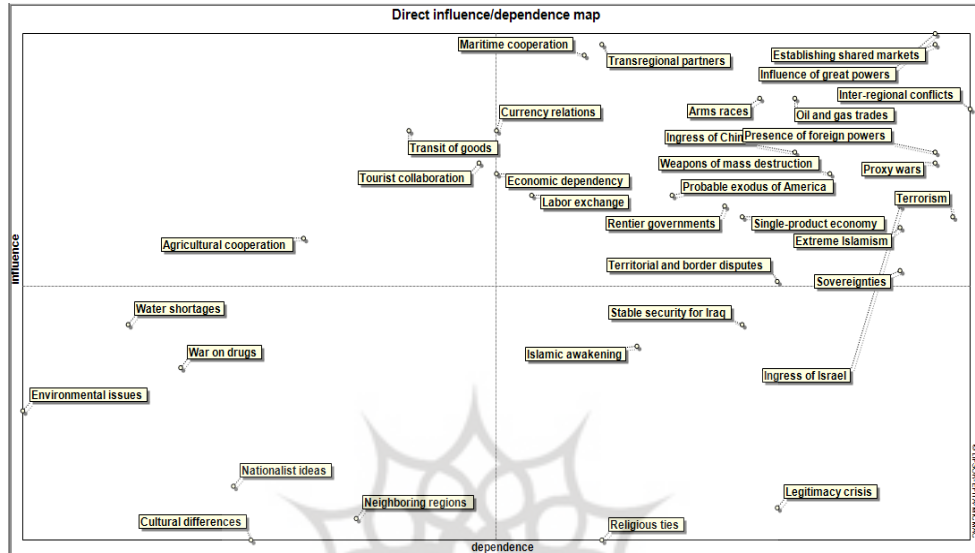 Direct influence/dependence map
Maritime cooperation
Transregional partners
Establishing shared markets
Influence of great powers
Inter-regional conflicts
Currency relations
Arms races
Oil and gas trades
Transit of goods
Ingress of Chin
Presence of foreign powers
Tourist collaboration
Weapons of mass destruction
Proxy wars
Economic dependency
Probable exodus of America
Labor exchange
Terrorism
Rentier governments
Single-product economy
Agricultural cooperation
Extreme Islamism
Territorial and border disputes
Sovereignties
influence
Water shortages
Stable security for Iraq
War on drugs
Islamic awakening
Ingress of Israel
Environmental issues
Nationalist ideas
Neighboring regions
Legitimacy crisis
Cultural differences
Religious ties
dependence